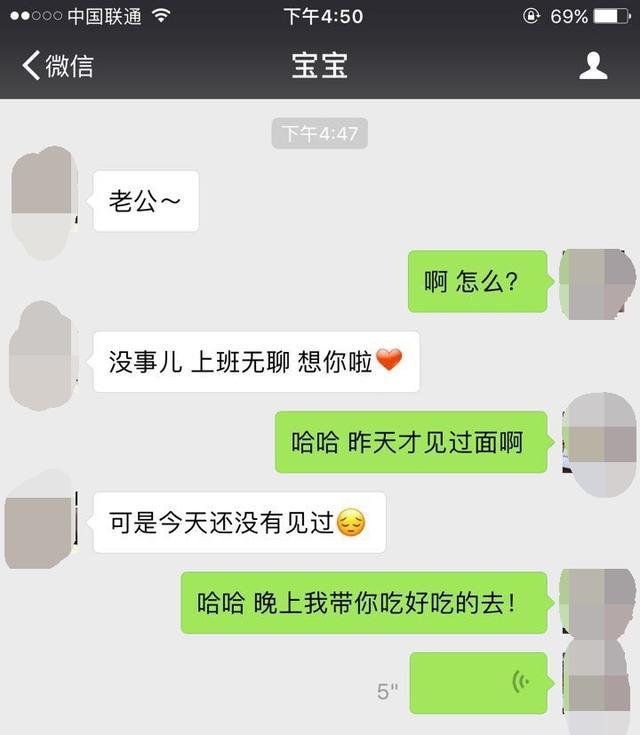 中国联通 下午4:50 69%
微信 宝宝
下午4:47
老公～
啊 怎么？
没事儿 上班无聊 想你啦❤️
哈哈 昨天才见过面啊
可是今天还没有见过😔
哈哈 晚上我带你吃好吃的去！
5"